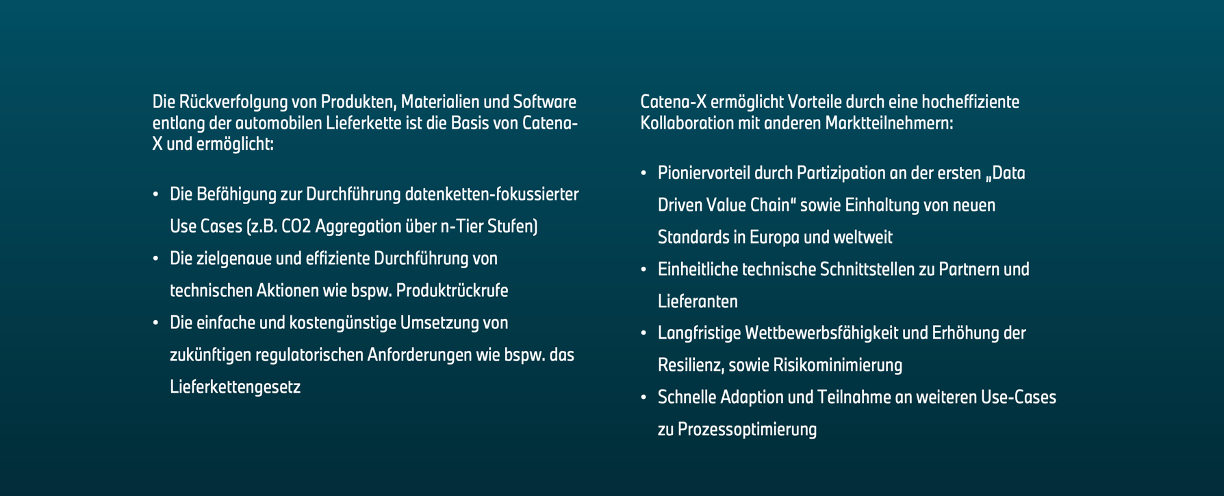 Die Rückverfolgung von Produkten, Materialien und Software
entlang der automobilen Lieferkette ist die Basis von Catena-
X und ermöglicht:
• Die Befähigung zur Durchführung datenketten-fokussierter
Use Cases (z.B. CO2 Aggregation über n-Tier Stufen)
• Die zielgenaue und effiziente Durchführung von
technischen Aktionen wie bspw. Produktrückrufe
• Die einfache und kostengünstige Umsetzung von
zukünftigen regulatorischen Anforderungen wie bspw. das
Lieferkettengesetz
Catena-X ermöglicht Vorteile durch eine hocheffiziente
Kollaboration mit anderen Marktteilnehmern:
• Pioniervorteil durch Partizipation an der ersten „Data
Driven Value Chain“ sowie Einhaltung von neuen
Standards in Europa und weltweit
• Einheitliche technische Schnittstellen zu Partnern und
Lieferanten
• Langfristige Wettbewerbsfähigkeit und Erhöhung der
Resilienz, sowie Risikominimierung
• Schnelle Adaption und Teilnahme an weiteren Use-Cases
zu Prozessoptimierung